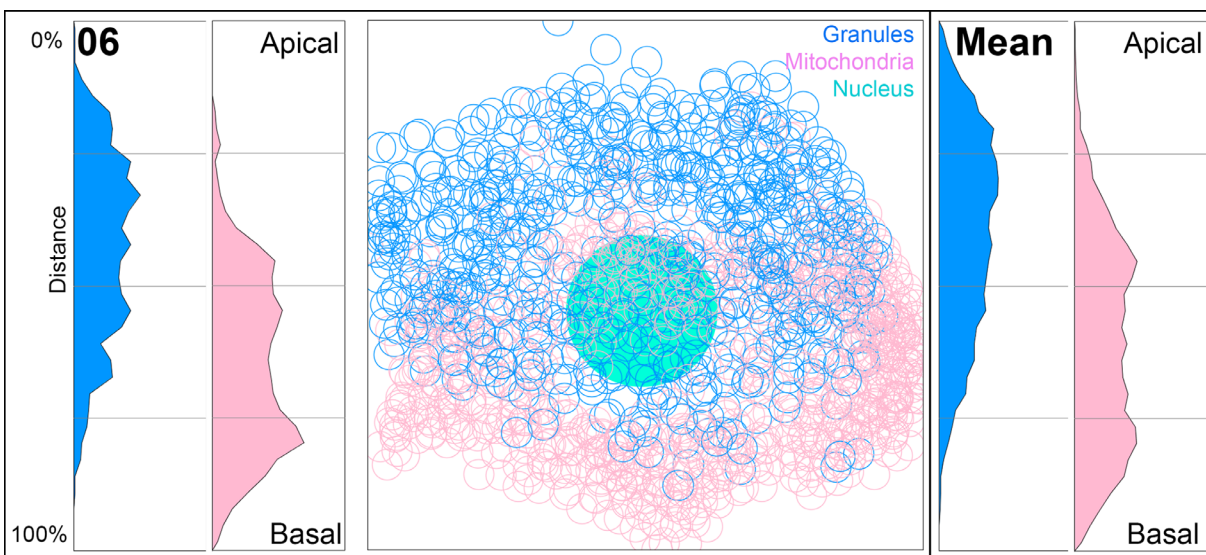 0%
06
Apical
Distance
100%
Basal
Granules
Mitochondria
Nucleus
Mean
Apical
Basal